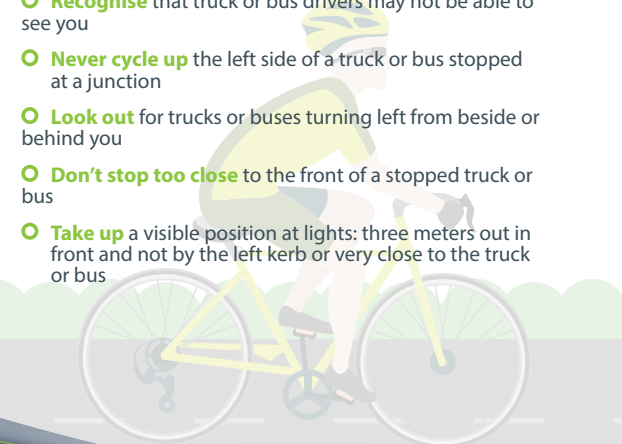 Recognise that truck or bus drivers may not be able to
see you
Never cycle up the left side of a truck or bus stopped
at a junction
Look out for trucks or buses turning left from beside or
behind you
Don't stop too close to the front of a stopped truck or
bus
Take up a visible position at lights: three meters out in
front and not by the left kerb or very close to the truck
or bus